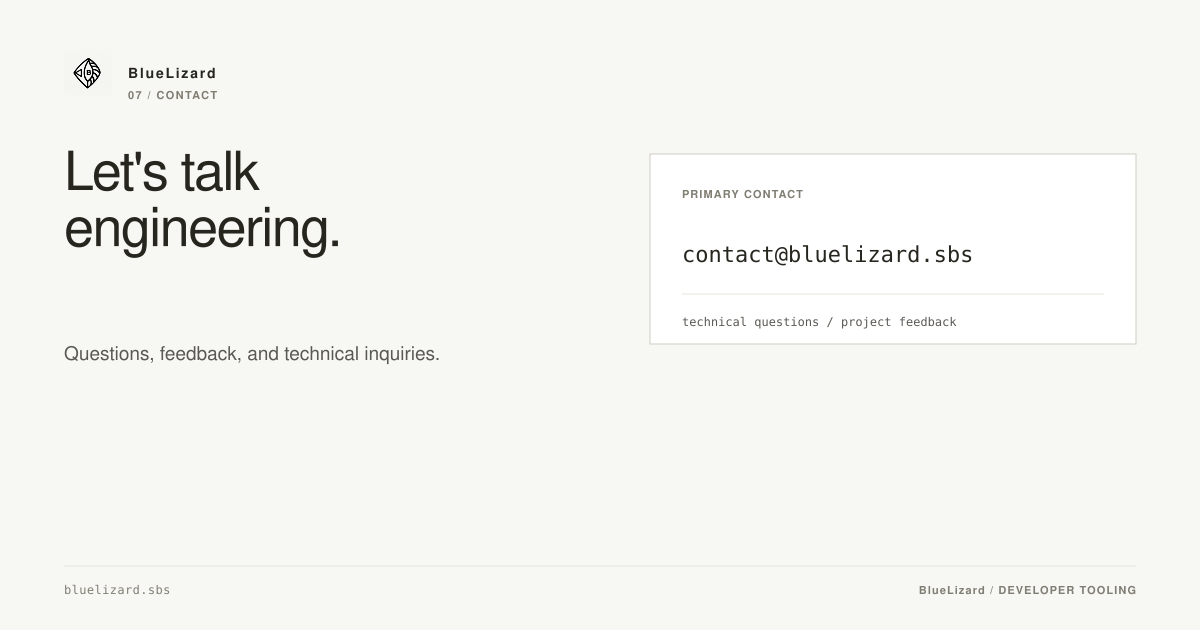 BlueLizard
07 / CONTACT
Let's talk
engineering.
Questions, feedback, and technical inquiries.
PRIMARY CONTACT
contact@bluelizard.sbs
technical questions / project feedback
bluelizard.sbs
BlueLizard / DEVELOPER TOOLING